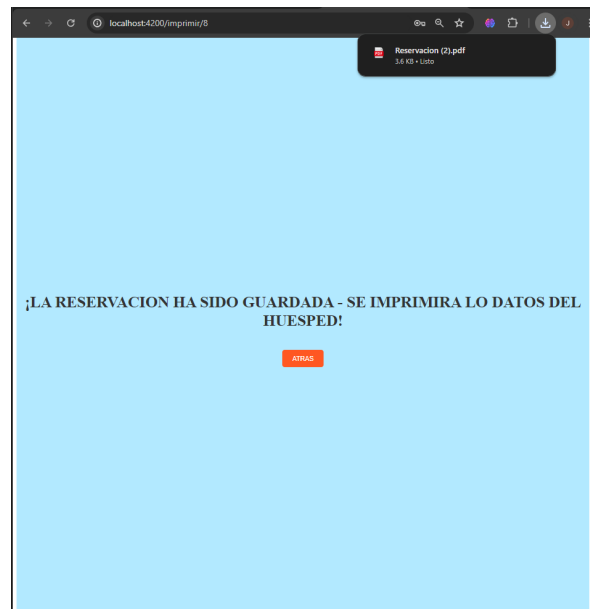 localhost:4200/imprimir/8
J
Reservacion (2).pdf
3.6 KB • Listo
¡LA RESERVACION HA SIDO GUARDADA - SE IMPRIMIRA LO DATOS DEL
HUESPED!
ATRAS